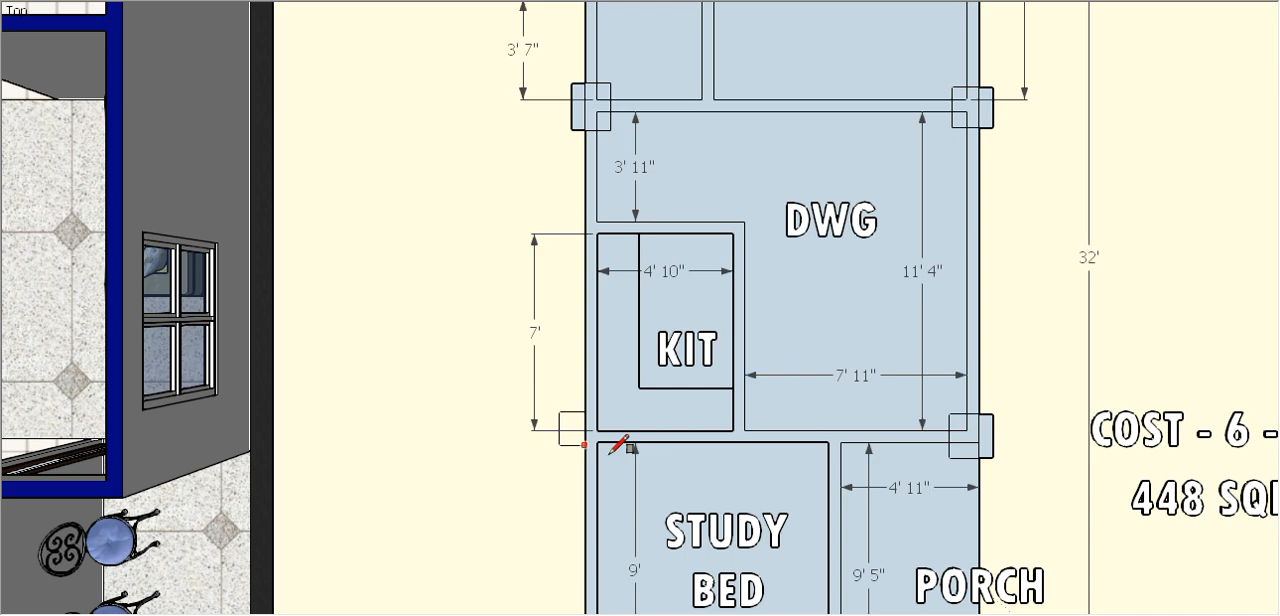 Top
3' 7"
3' 11"
DWG
32'
4' 10"
11' 4"
7'
KIT
7' 11"
COST - 6 -
4' 11"
448
STUDY
BED
9'
9' 5"
PORCH